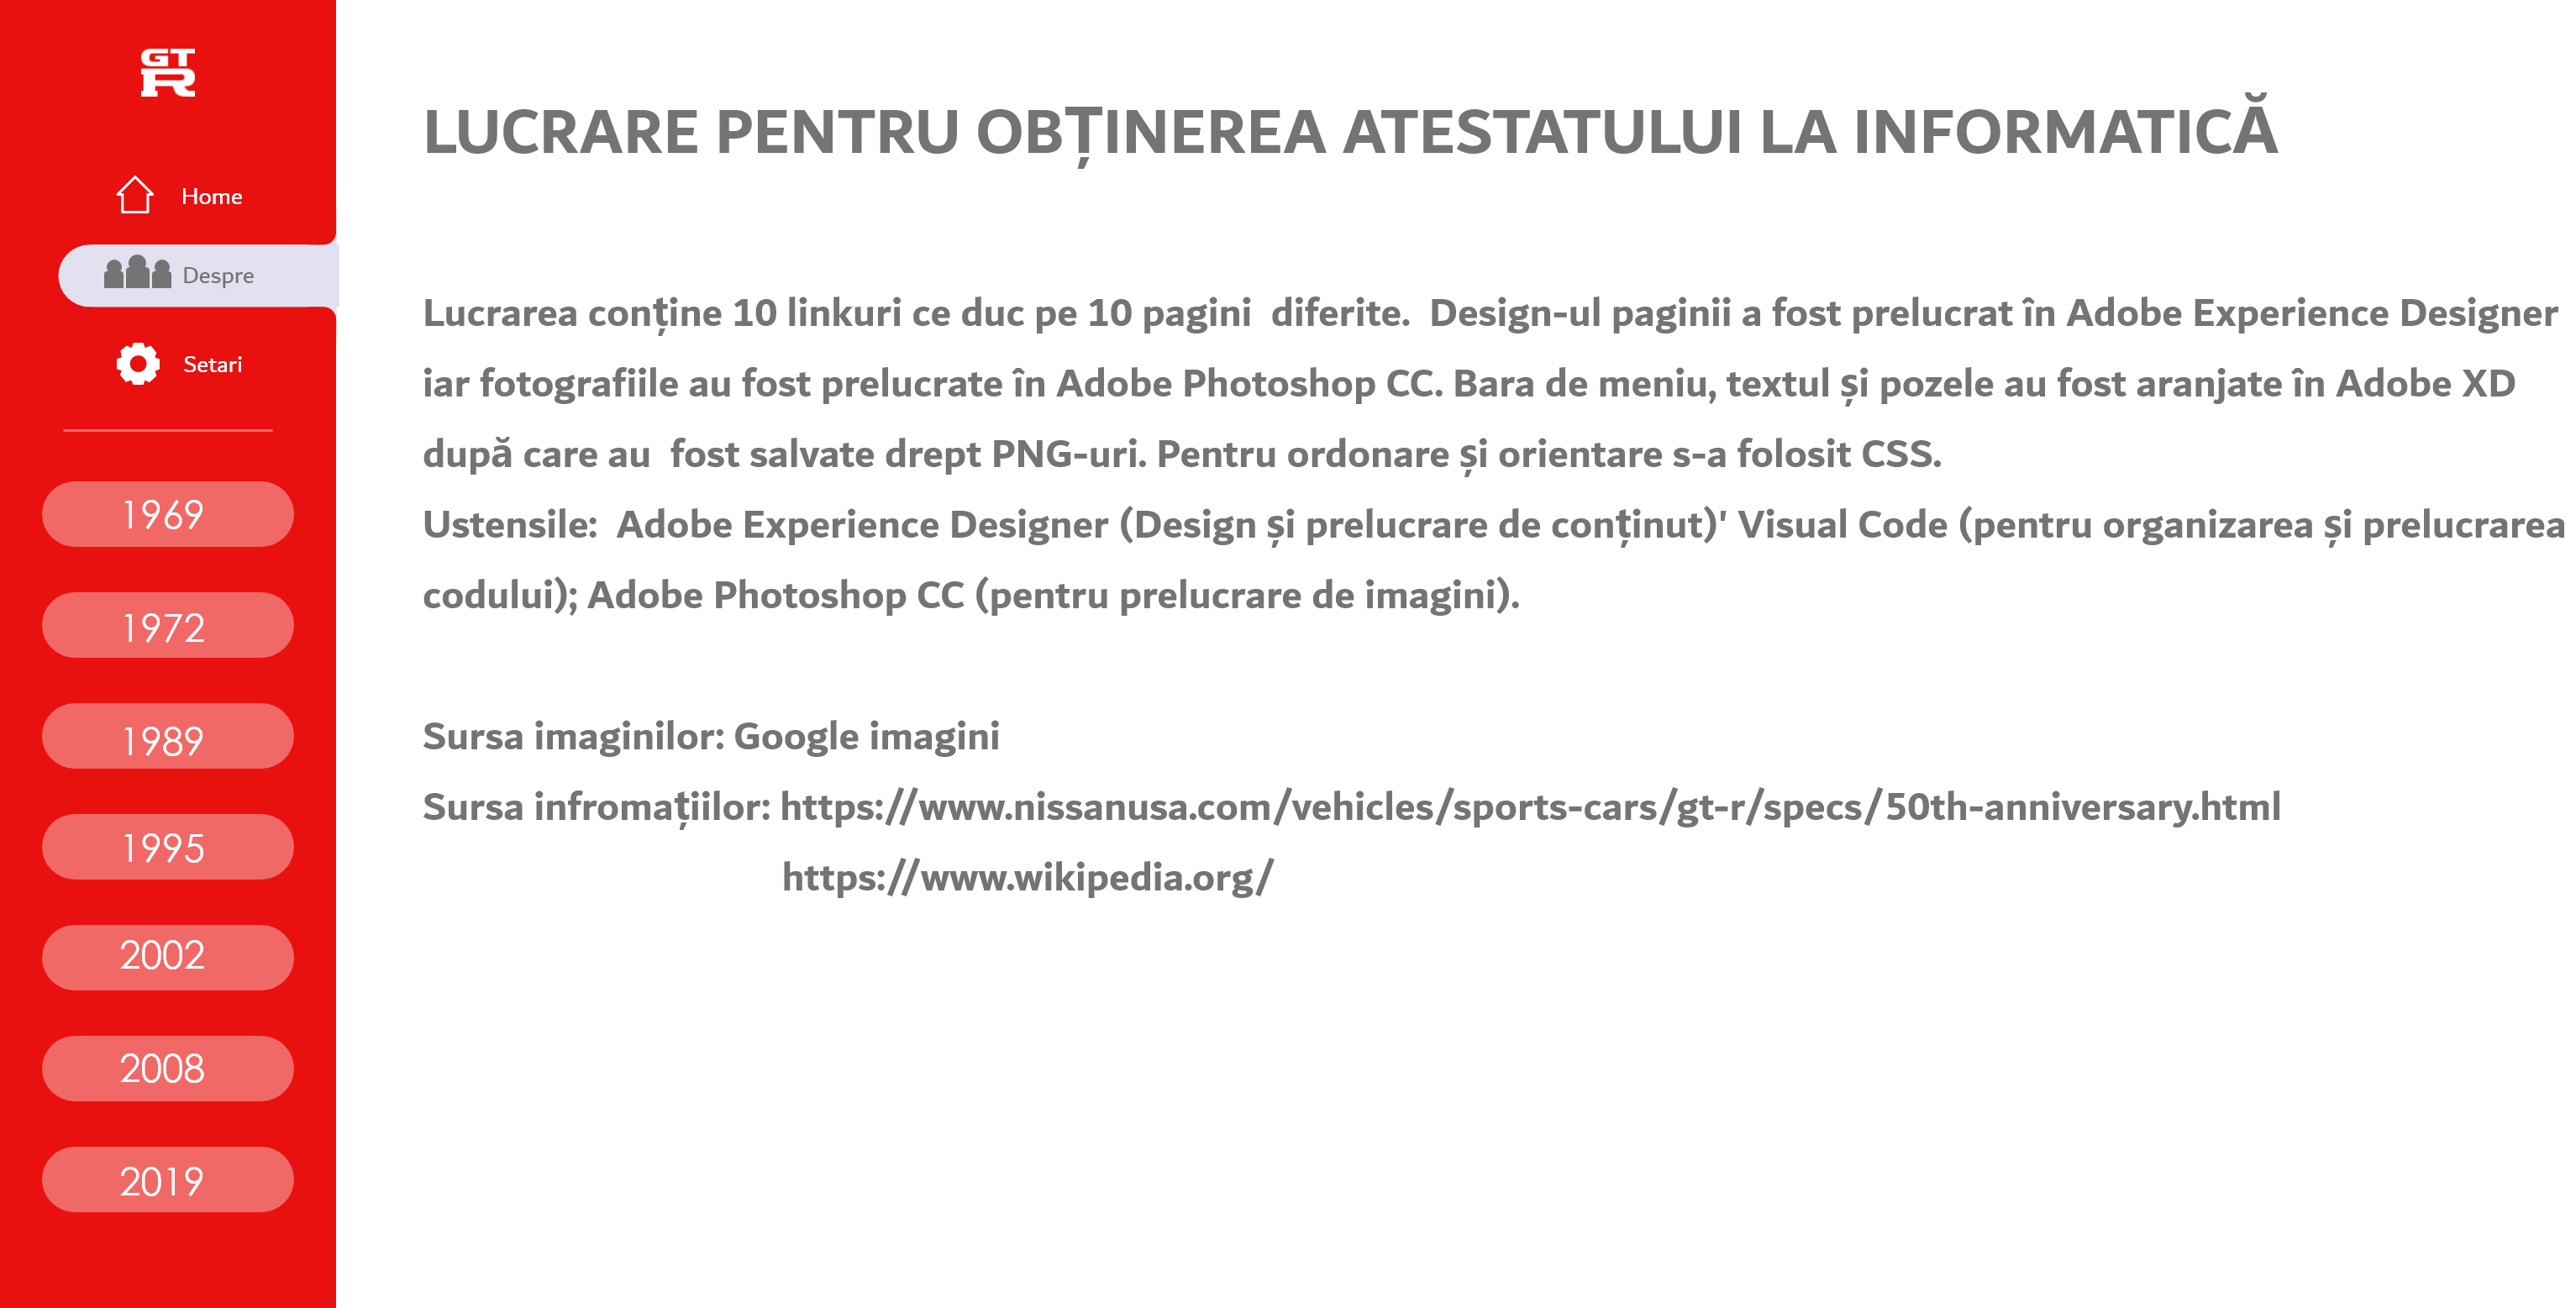 GT
R
Home
Despre
Setari
1969
1972
1989
1995
2002
2008
2019
LUCRARE PENTRU OBȚINEREA ATESTATULUI LA INFORMATICĂ
Lucrarea conține 10 linkuri ce duc pe 10 pagini  diferite.  Design-ul paginii a fost prelucrat în Adobe Experience Designer
iar fotografiile au fost prelucrate în Adobe Photoshop CC. Bara de meniu, textul și pozele au fost aranjate în Adobe XD
după care au  fost salvate drept PNG-uri. Pentru ordonare și orientare s-a folosit CSS.
Ustensile:  Adobe Experience Designer (Design și prelucrare de conținut)' Visual Code (pentru organizarea și prelucrarea
codului); Adobe Photoshop CC (pentru prelucrare de imagini).
Sursa imaginilor: Google imagini
Sursa infromațiilor: https://www.nissanusa.com/vehicles/sports-cars/gt-r/specs/50th-anniversary.html
https://www.wikipedia.org/